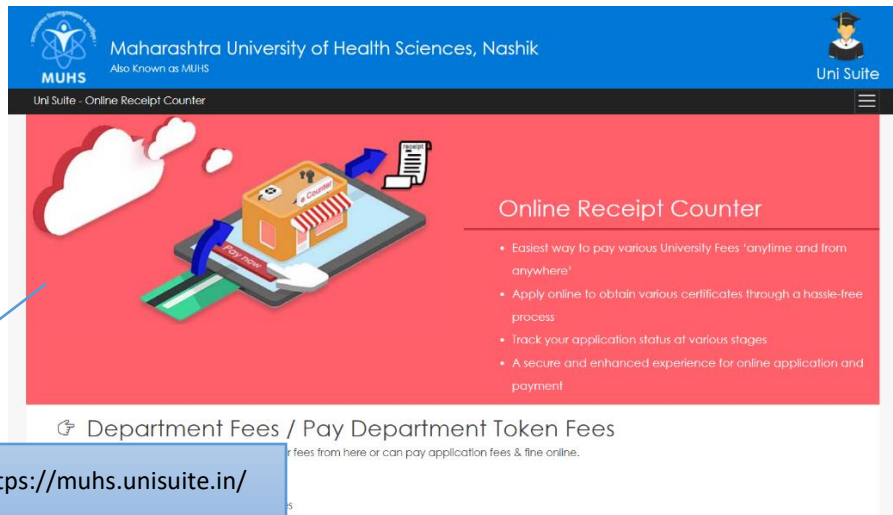 Maharashtra University of Health Sciences, Nashik
Also Known as MUHS
MUHS
Uni Suite
Uni Suite - Online Receipt Counter
receipt
e Counter
Pay now
Online Receipt Counter
• Easiest way to pay various University Fees 'anytime and from
anywhere'
• Apply online to obtain various certificates through a hassle-free
process
• Track your application status at various stages
• A secure and enhanced experience for online application and
payment
Department Fees / Pay Department Token Fees
r fees from here or can pay application fees & fine online.
tps://muhs.unisuite.in/